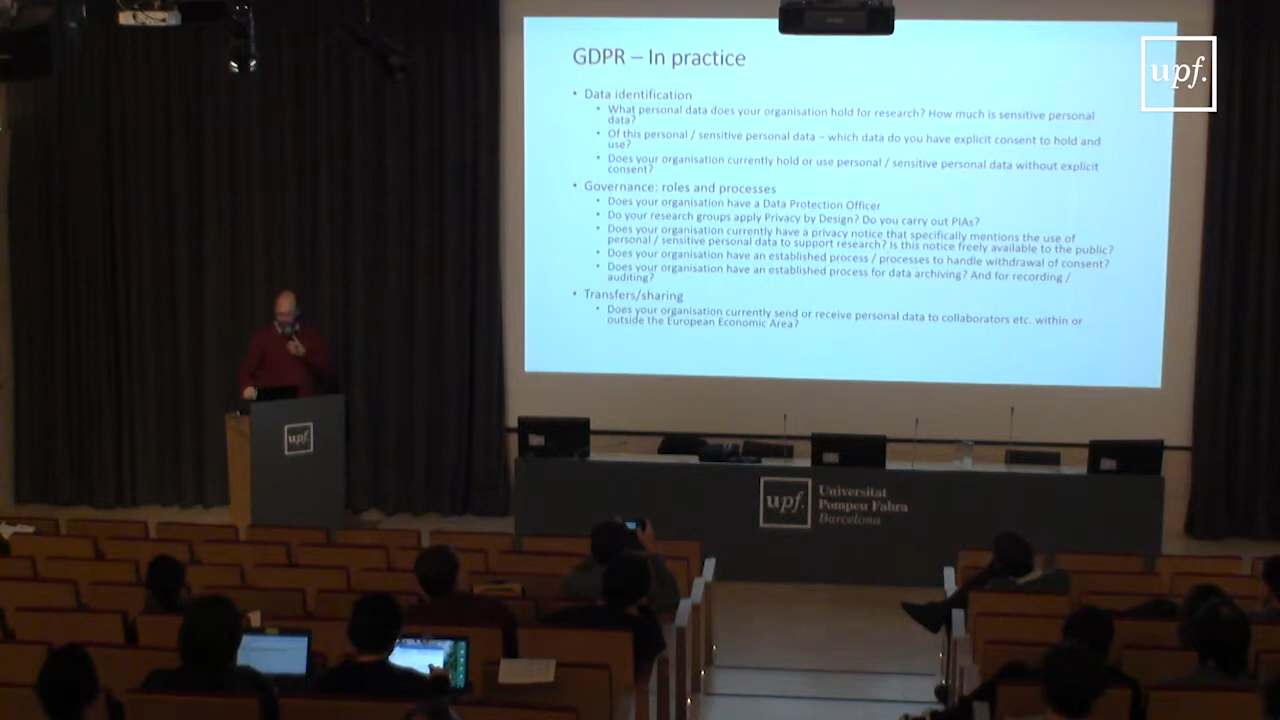 GDPR – In practice
upf.
• Data identification
• What personal data does your organisation hold for research? How much is sensitive personal
data?
• Of this personal / sensitive personal data – which data do you have explicit consent to hold and
use?
• Does your organisation currently hold or use personal / sensitive personal data without explicit
consent?
• Governance: roles and processes
• Does your organisation have a Data Protection Officer
• Do your research groups apply Privacy by Design? Do you carry out PIAs?
• Does your organisation currently have a privacy notice that specifically mentions the use of
personal / sensitive personal data to support research? Is this notice freely available to the public?
• Does your organisation have an established process / processes to handle withdrawal of consent?
• Does your organisation have an established process for data archiving? And for recording /
auditing?
• Transfers/sharing
• Does your organisation currently send or receive personal data to collaborators etc. within or
outside the European Economic Area?
upf.
upf.
Universitat
Pompeu Fabra
Barcelona